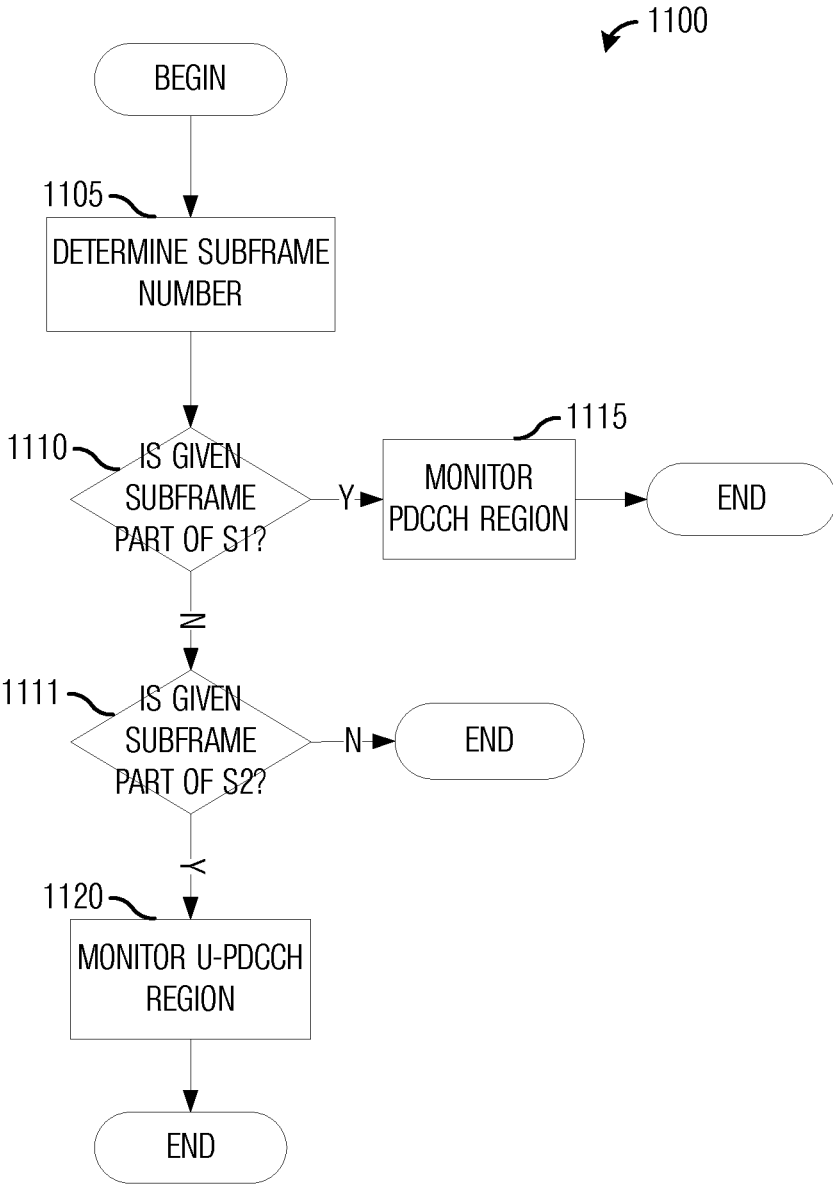 1100
BEGIN
1105
DETERMINE SUBFRAME
NUMBER
1110
IS GIVEN
SUBFRAME
PART OF S1?
Y
1115
MONITOR
PDCCH REGION
END
N
1111
IS GIVEN
SUBFRAME
PART OF S2?
N
END
Y
1120
MONITOR U-PDCCH
REGION
END